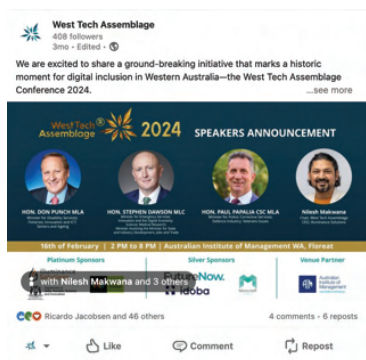 West Tech Assemblage
408 followers
3mo • Edited •
We are excited to share a ground-breaking initiative that marks a historic
moment for digital inclusion in Western Australia—the West Tech Assemblage
Conference 2024.
...see more
West Tech
Assemblage
2024
SPEAKERS ANNOUNCEMENT
HON. DON PUNCH MLA
HON. STEPHEN DAWSON MLC
HON. PAUL PAPALIA CSC MLA
Nilesh Makwana
16th of February | 2 PM to 8 PM | Australian Institute of Management WA, Floreat
Platinum Sponsors
Silver Sponsors
Venue Partner
FutureNow.
Australian
Institute of
Management
with Nilesh Makwana and 3 others
Ricardo Jacobsen and 46 others
4 comments • 6 reposts
Like
Comment
Repost